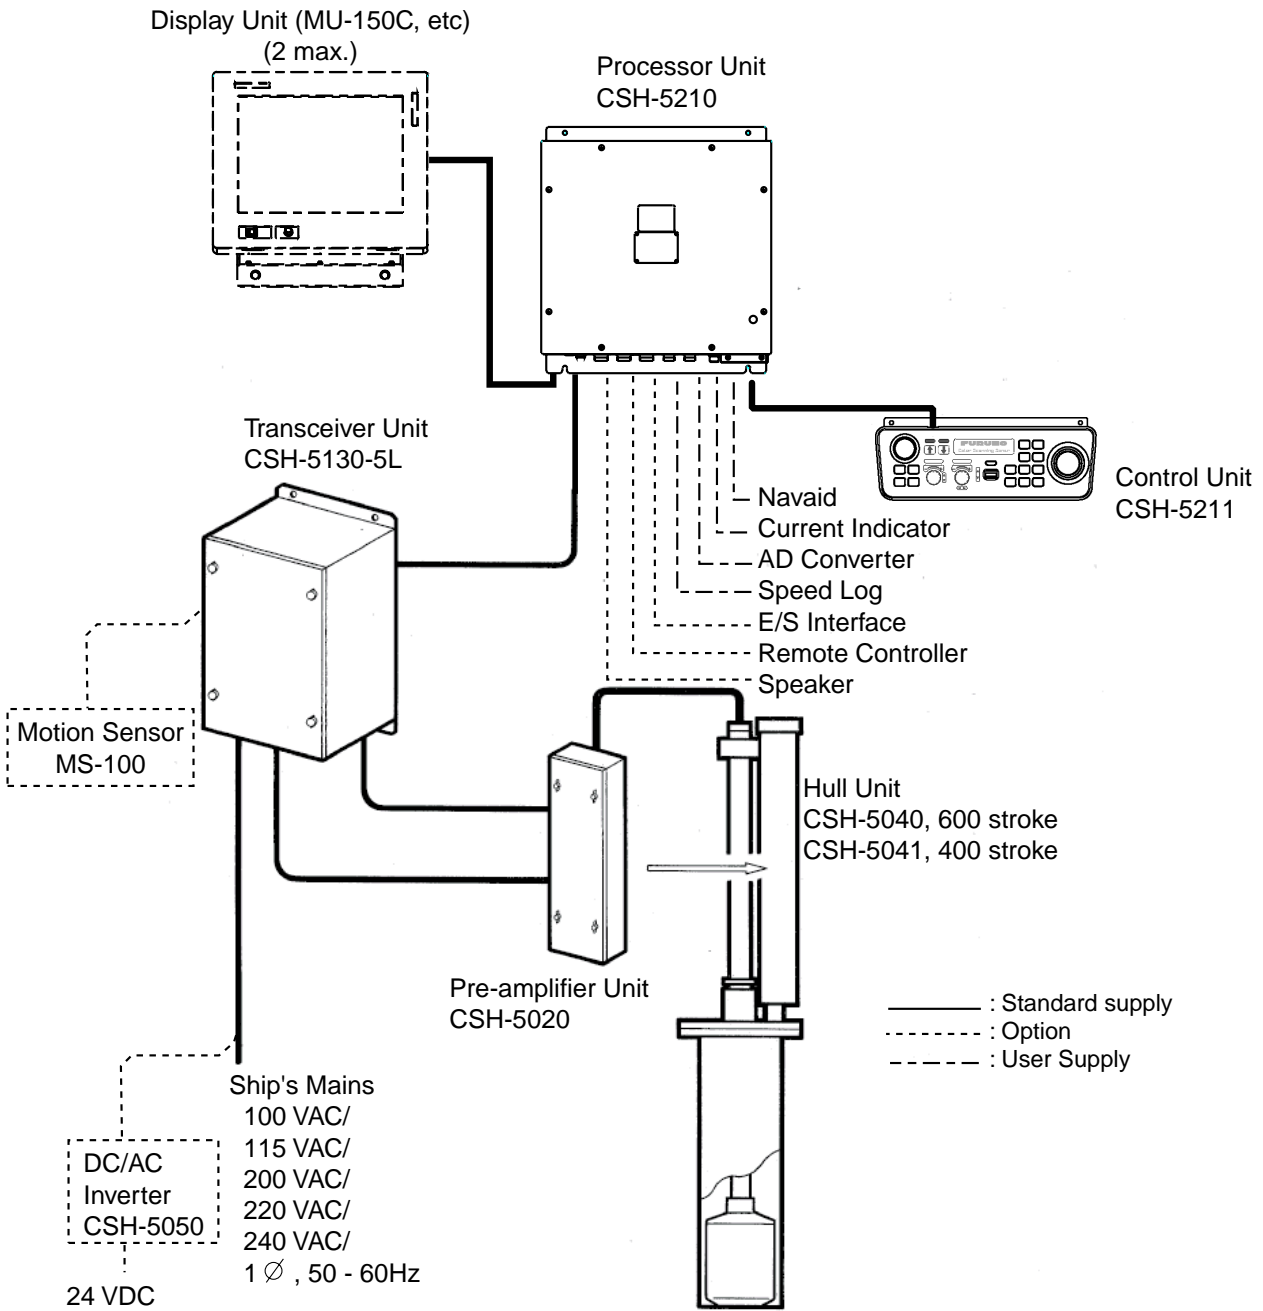 Display Unit (MU-150C, etc)
(2 max.)
Processor Unit
CSH-5210
Transceiver Unit
CSH-5130-5L
FURUNO
Color Scanning Sonar
Control Unit
CSH-5211
Navaid
Current Indicator
AD Converter
Speed Log
E/S Interface
Remote Controller
Speaker
Motion Sensor
MS-100
Hull Unit
CSH-5040, 600 stroke
CSH-5041, 400 stroke
Pre-amplifier Unit
CSH-5020
: Standard supply
: Option
: User Supply
Ship's Mains
100 VAC/
115 VAC/
200 VAC/
220 VAC/
240 VAC/
1 ∅ , 50 - 60Hz
DC/AC
Inverter
CSH-5050
24 VDC